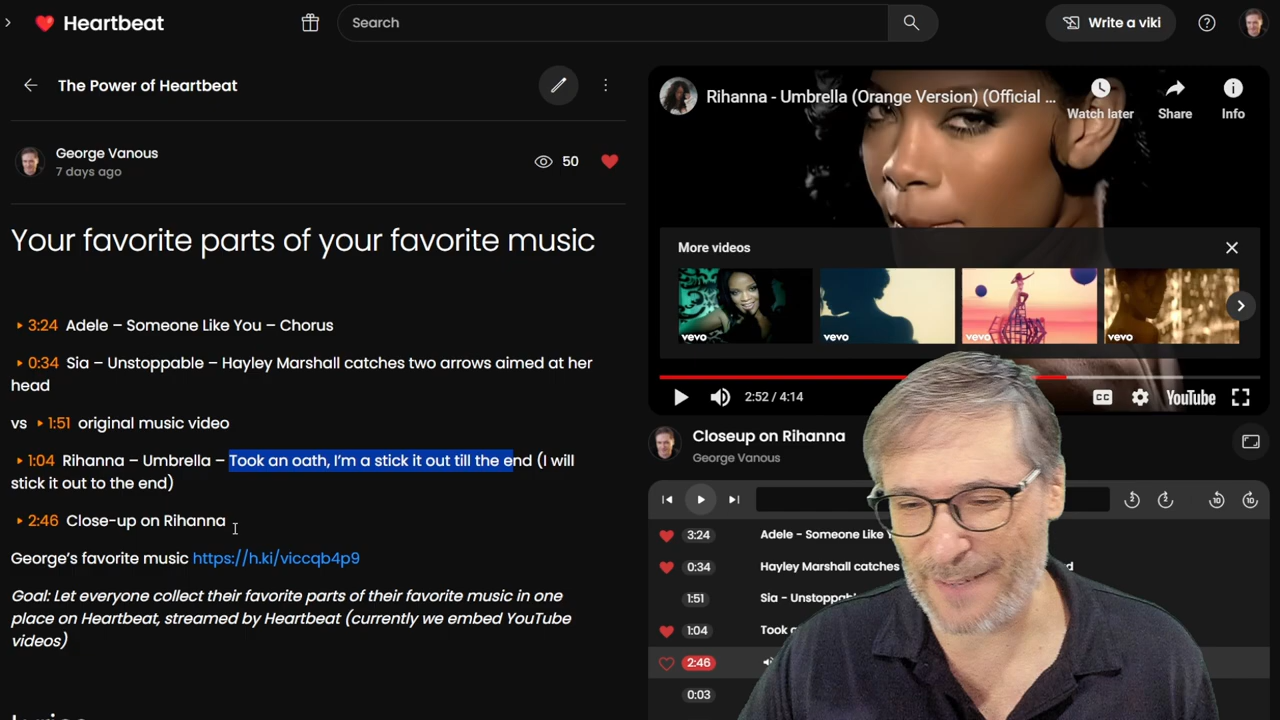 Heartbeat
Search
Write a viki
The Power of Heartbeat
George Vanous
7 days ago
50
Your favorite parts of your favorite music
3:24 Adele – Someone Like You – Chorus
0:34 Sia – Unstoppable – Hayley Marshall catches two arrows aimed at her
head
vs 1:51 original music video
1:04 Rihanna – Umbrella – Took an oath, I'm a stick it out till the end (I will
stick it out to the end)
2:46 Close-up on Rihanna
George's favorite music https://h.ki/viccqb4p9
Goal: Let everyone collect their favorite parts of their favorite music in one
place on Heartbeat, streamed by Heartbeat (currently we embed YouTube
videos)
Rihanna - Umbrella (Orange Version) (Official ...
Watch later
Share
Info
More videos
vevo
vevo
vevo
vevo
2:52 / 4:14
CC
YouTube
Closeup on Rihanna
George Vanous
2
2
10
10
3:24 Adele – Someone Like
0:34 Hayley Marshall catches
1:51 Sia – Unstoppab
1:04 Took
2:46
0:03